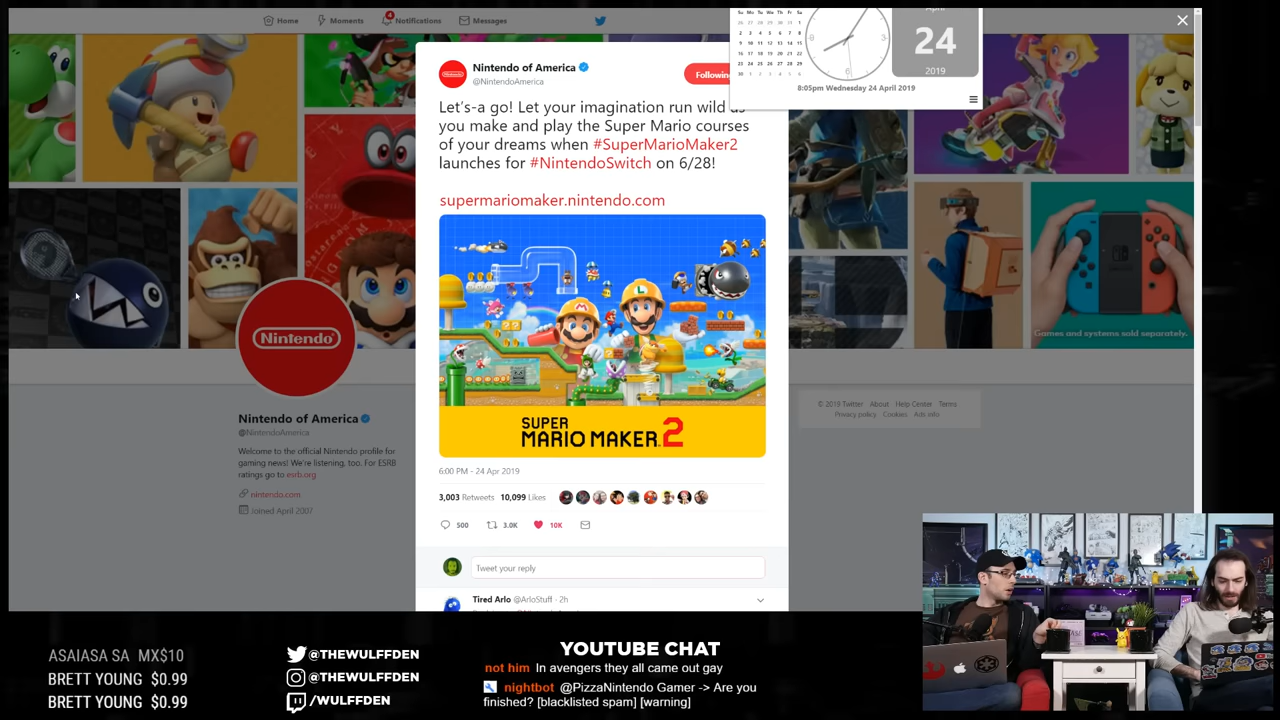 Home
Moments
4
Notifications
Messages
April
24
2019
8:05pm Wednesday 24 April 2019
Nintendo of America
@NintendoAmerica
Following
Let's-a go! Let your imagination run wild as
you make and play the Super Mario courses
of your dreams when #SuperMarioMaker2
launches for #NintendoSwitch on 6/28!
supermariomaker.nintendo.com
SUPER
MARIO MAKER 2
6:00 PM - 24 Apr 2019
3,003 Retweets 10,099 Likes
500 3.0K 10K
Tweet your reply
Tired Arlo @ArloStuff · 2h
Nintendo
Nintendo of America
@NintendoAmerica
Welcome to the official Nintendo profile for
gaming news! We're listening, too. For ESRB
ratings go to esrb.org
nintendo.com
Joined April 2007
Games and systems sold separately.
© 2019 Twitter About Help Center Terms
Privacy policy Cookies Ads info
ASAIASA SA MX$10
BRETT YOUNG $0.99
BRETT YOUNG $0.99
@THEWULFFDEN
@THEWULFFDEN
/WULFFDEN
YOUTUBE CHAT
not him In avengers they all came out gay
nightbot @PizzaNintendo Gamer -> Are you
finished? [blacklisted spam] [warning]